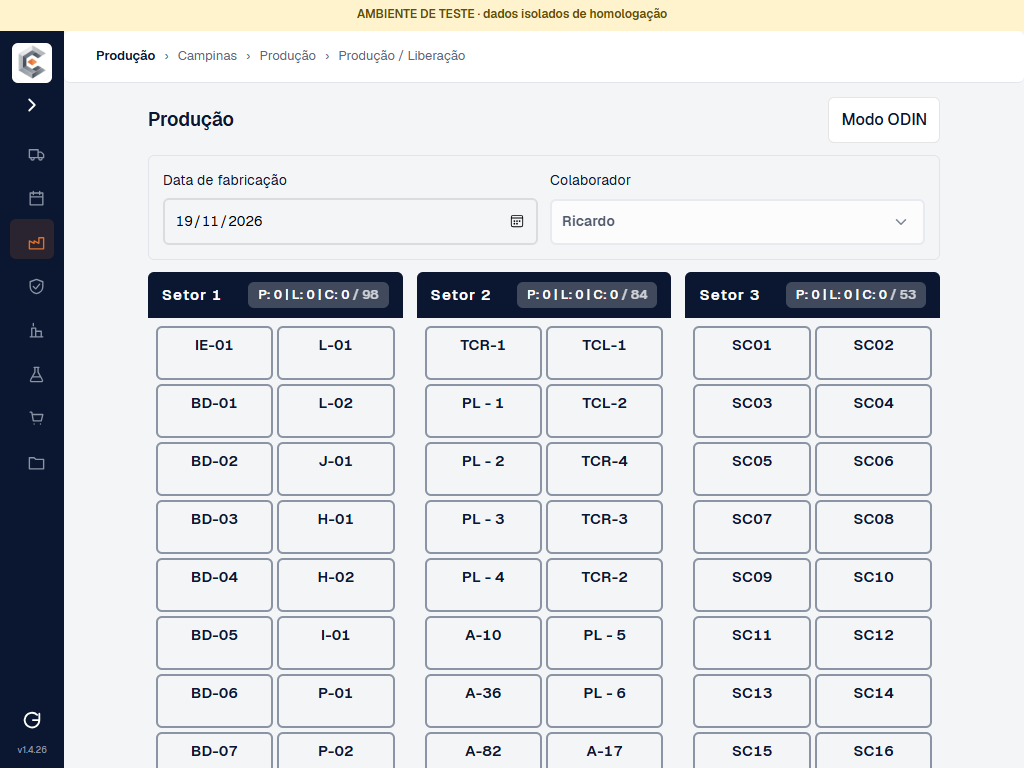 AMBIENTE DE TESTE · dados isolados de homologação
Produção › Campinas › Produção › Produção / Liberação
Produção
Modo ODIN
Data de fabricação
Colaborador
19/11/2026
Ricardo
Setor 1 P: 0 | L: 0 | C: 0 / 98
Setor 2 P: 0 | L: 0 | C: 0 / 84
Setor 3 P: 0 | L: 0 | C: 0 / 53
IE-01 L-01 TCR-1 TCL-1 SC01 SC02
BD-01 L-02 PL - 1 TCL-2 SC03 SC04
BD-02 J-01 PL - 2 TCR-4 SC05 SC06
BD-03 H-01 PL - 3 TCR-3 SC07 SC08
BD-04 H-02 PL - 4 TCR-2 SC09 SC10
BD-05 I-01 A-10 PL - 5 SC11 SC12
BD-06 P-01 A-36 PL - 6 SC13 SC14
BD-07 P-02 A-82 A-17 SC15 SC16
v1.4.26